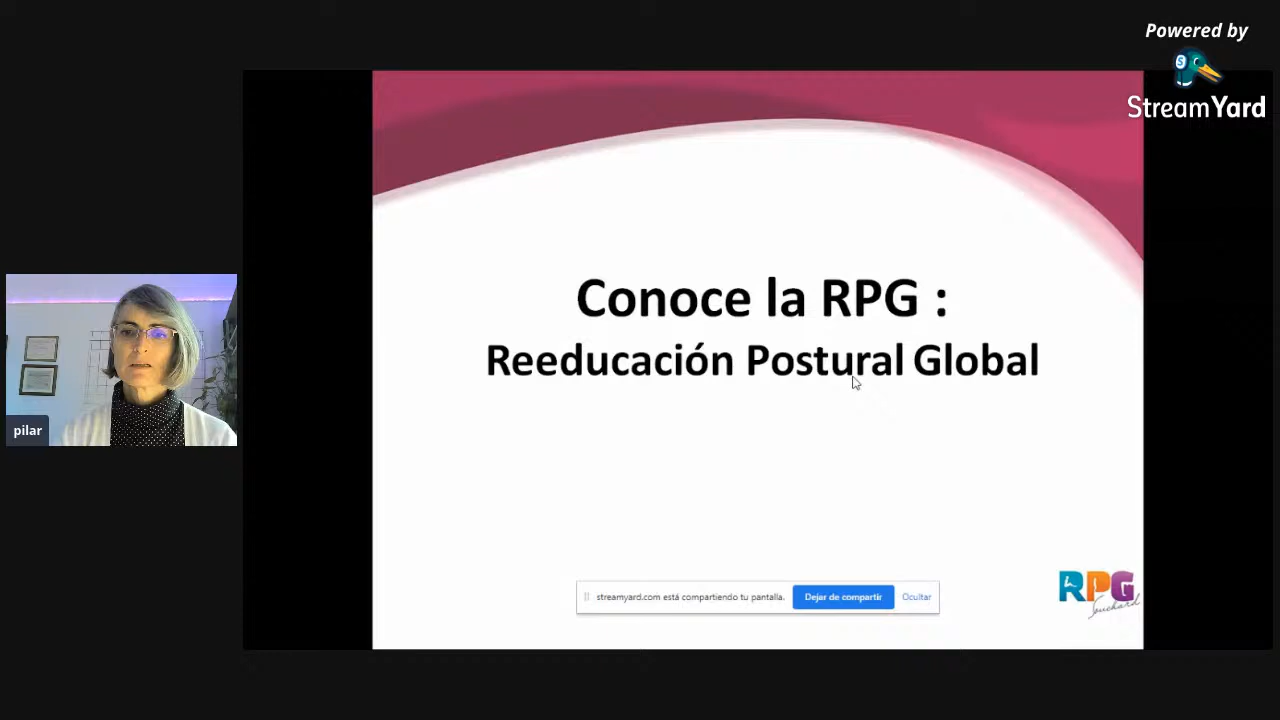 Powered by
StreamYard
Conoce la RPG :
Reeducación Postural Global
pilar
streamyard.com está compartiendo tu pantalla.
Dejar de compartir
Ocultar
RPG
Souchard